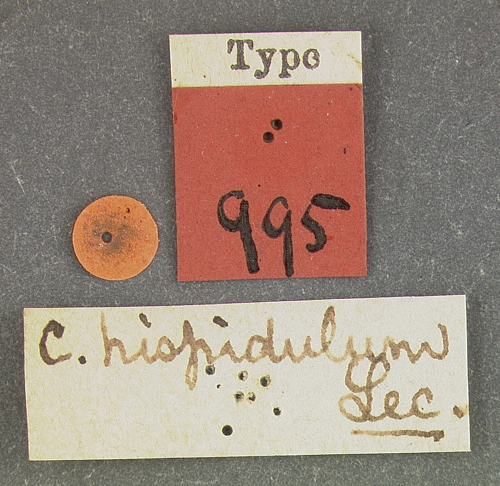 Type
995
C. hispidulum
Lec.